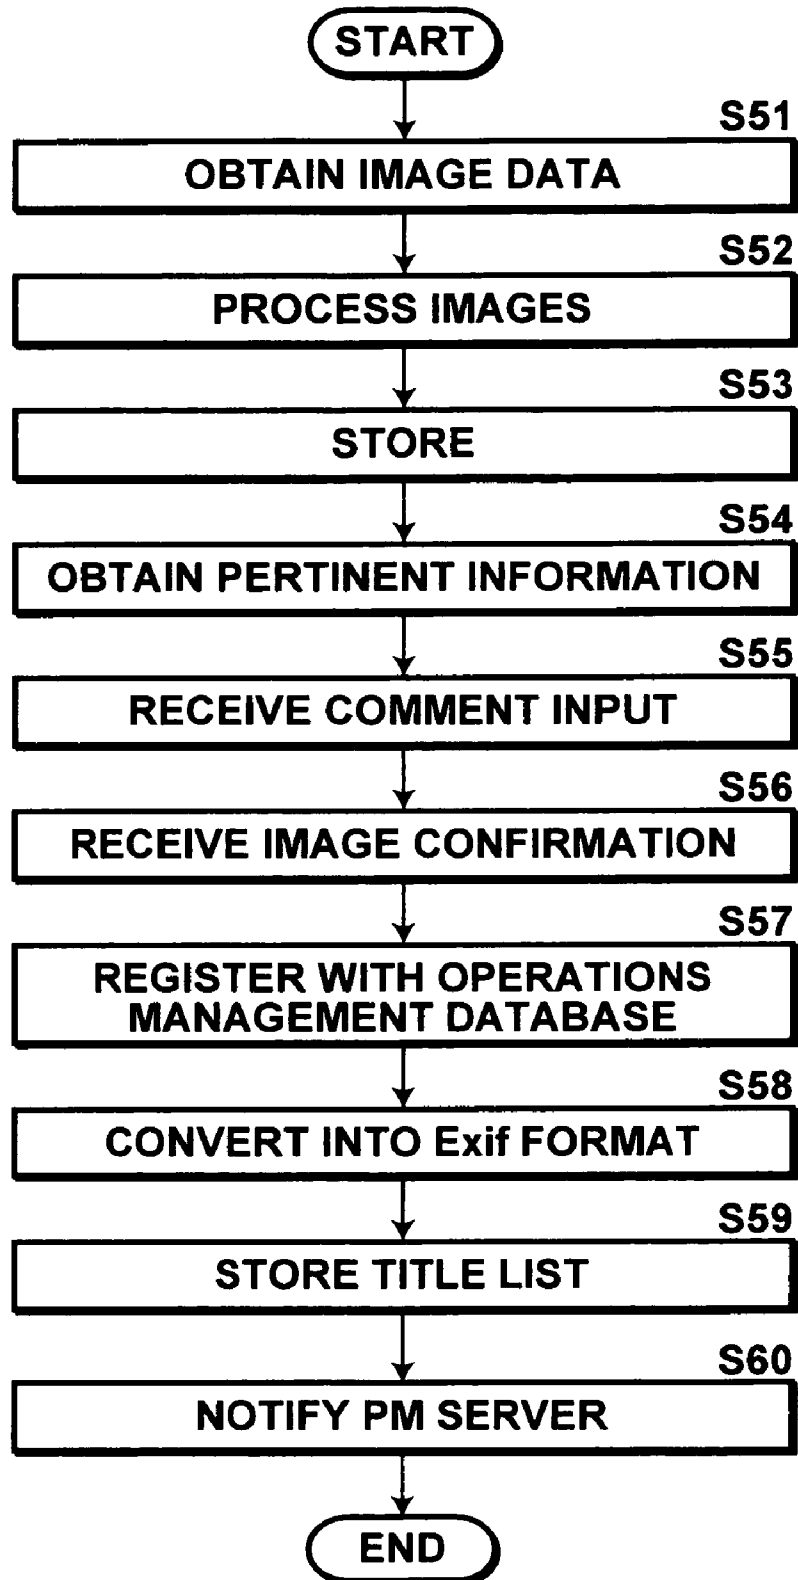 START
S51
OBTAIN IMAGE DATA
S52
PROCESS IMAGES
S53
STORE
S54
OBTAIN PERTINENT INFORMATION
S55
RECEIVE COMMENT INPUT
S56
RECEIVE IMAGE CONFIRMATION
S57
REGISTER WITH OPERATIONS
MANAGEMENT DATABASE
S58
CONVERT INTO Exif FORMAT
S59
STORE TITLE LIST
S60
NOTIFY PM SERVER
END